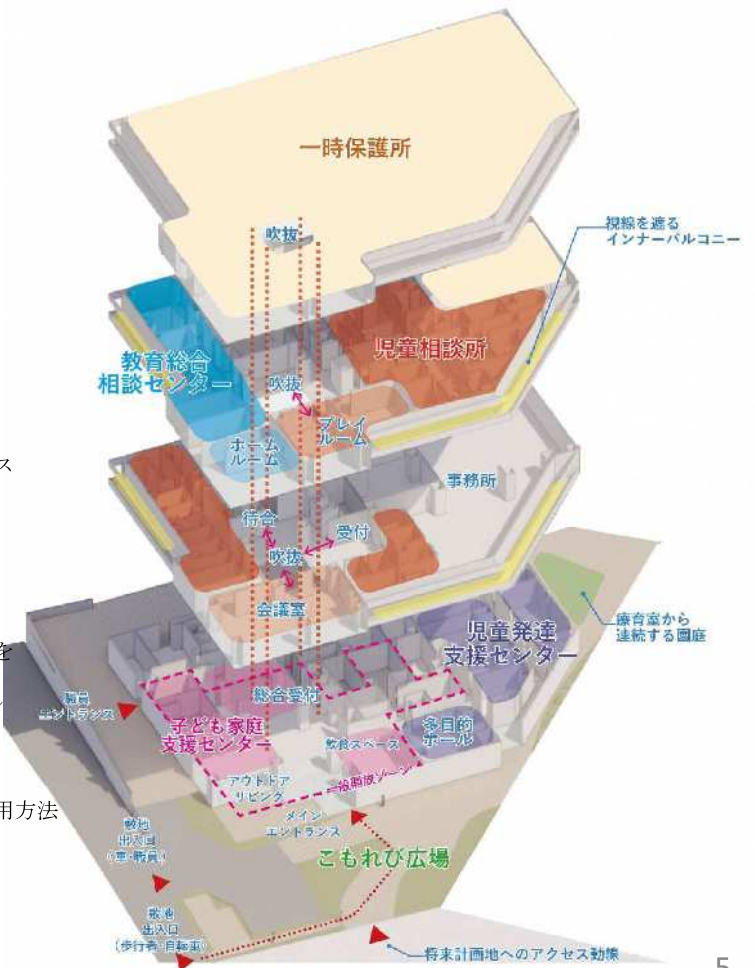 一時保護所
吹抜
視線を遮る
インナーバルコニー
教育総合
相談センター
児童相談所
吹抜
プレイ
ルーム
ホーム
ルーム
ス
事務所
待合
受付
吹抜
会議室
療育室から
連続する園庭
児童発達
支援センター
を
総合受付
職員
エントランス
子ども家庭
支援センター
多目的
ホール
飲食スペース
アウトドア
リビング
一般開放ゾーン
メイン
エントランス
用方法
敷地
出入口
(車・職員)
こもれび広場
敷地
出入口
(歩行者・自転車)
将来計画地へのアクセス動線
5